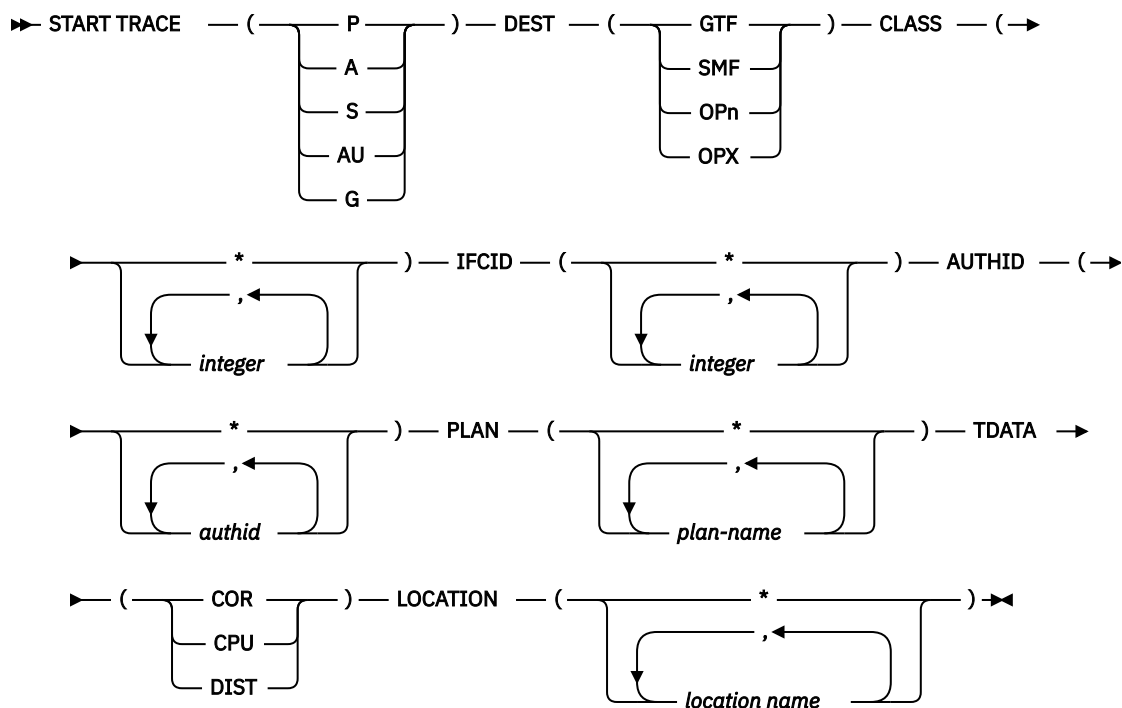 START TRACE ( P ) DEST ( GTF ) CLASS (
A SMF
S OPn
AU OPX
G
* ) IFCID ( * ) AUTHID (
, ,
integer integer
* ) PLAN ( * ) TDATA
, ,
authid plan-name
( COR ) LOCATION ( * )
CPU ,
DIST location name